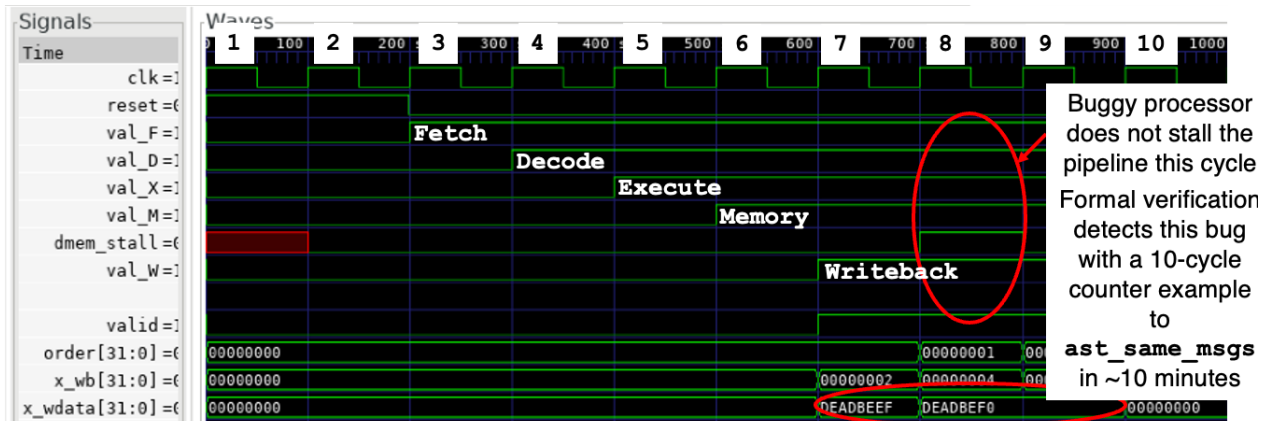 Signals
Waves
Time
1 100 2 200 3 300 4 400 5 500 6 600 7 700 8 800 9 900 10 1000
clk=1
reset=0
val_F=1
Fetch
val_D=1
Decode
val_X=1
Execute
val_M=1
Memory
dmem_stall=0
val_W=1
Writeback
valid=1
order[31:0]=0 00000000 00000001 00
x_wb[31:0]=0 00000000 00000002 00000004 00
x_wdata[31:0]=0 00000000 DEADBEEF DEADBEF0 00000000
Buggy processor
does not stall the
pipeline this cycle
Formal verification
detects this bug
with a 10-cycle
counter example
to
ast_same_msgs
in ~10 minutes